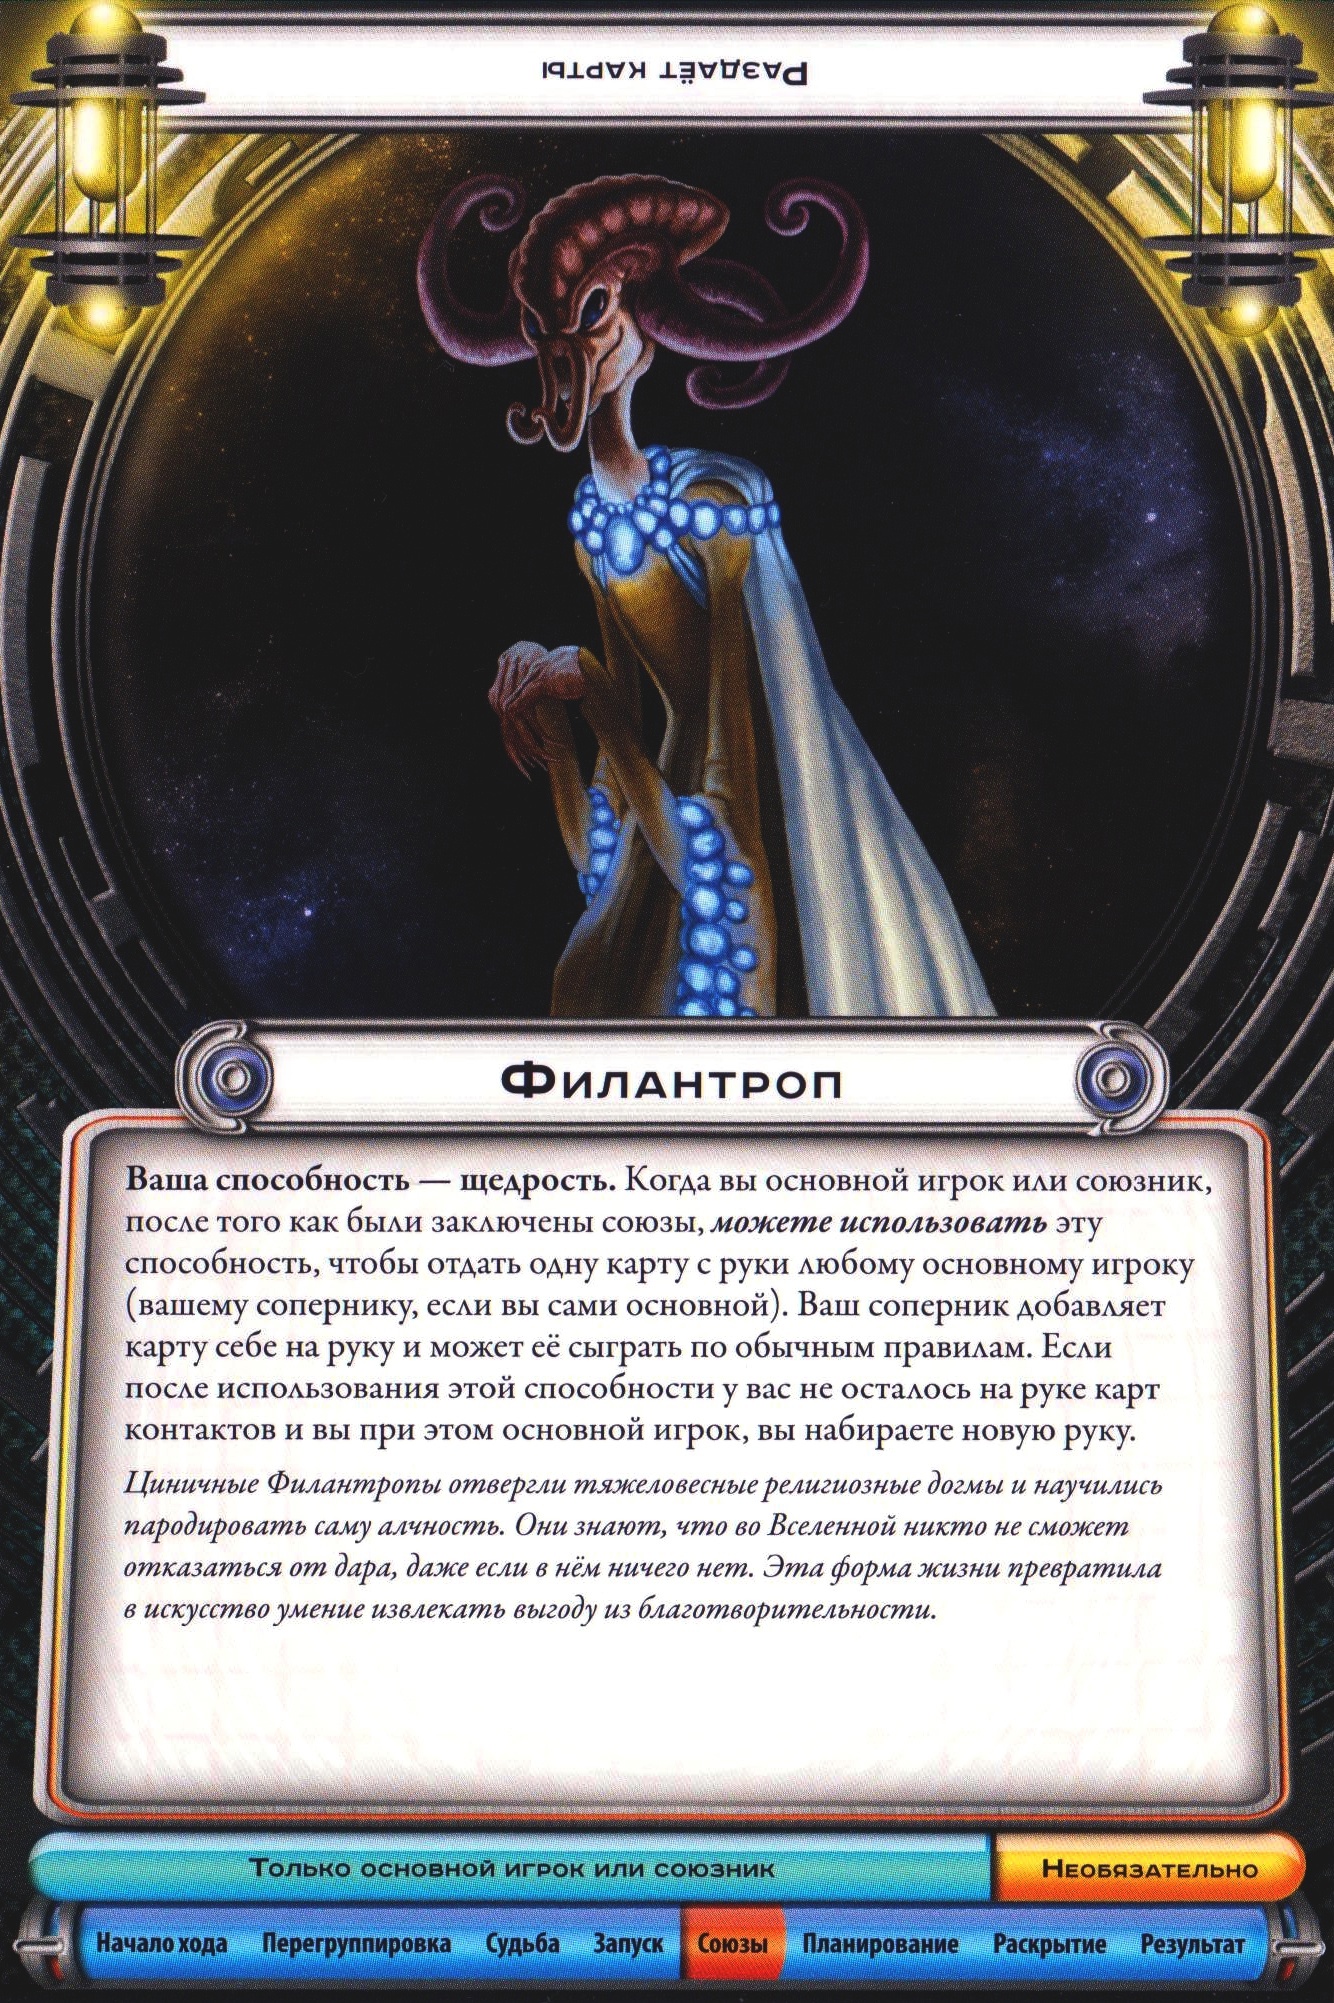 Раздаёт карты
Филантроп
Ваша способность — щедрость. Когда вы основной игрок или союзник,
после того как были заключены союзы, можете использовать эту
способность, чтобы отдать одну карту с руки любому основному игроку
(вашему сопернику, если вы сами основной). Ваш соперник добавляет
карту себе на руку и может её сыграть по обычным правилам. Если
после использования этой способности у вас не осталось на руке карт
контактов и вы при этом основной игрок, вы набираете новую руку.
Циничные Филантропы отвергли тяжеловесные религиозные догмы и научились
пародировать саму алчность. Они знают, что во Вселенной никто не сможет
отказаться от дара, даже если в нём ничего нет. Эта форма жизни превратила
в искусство умение извлекать выгоду из благотворительности.
Только основной игрок или союзник Необязательно
Начало хода Перегруппировка Судьба Запуск Союзы Планирование Раскрытие Результат